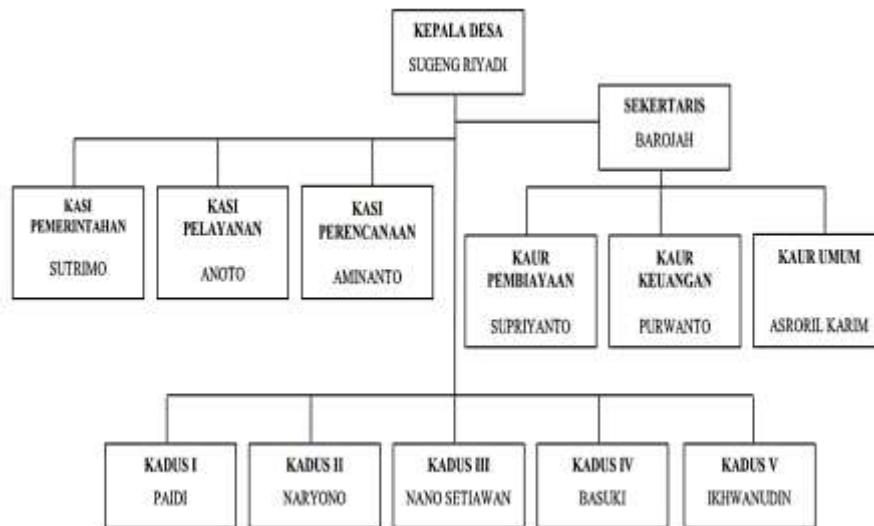 KEPALA DESA
SUGENG RIYADI
SEKERTARIS
BAROJAH
KASI
PEMERINTAHAN
SUTRIMO
KASI
PELAYANAN
ANOTO
KASI
PERENCANAAN
AMINANTO
KAUR
PEMBIAYAAN
SUPRIYANTO
KAUR
KEUANGAN
PURWANTO
KAUR UMUM
ASRORIL KARIM
KADUS I
PAIDI
KADUS II
NARYONO
KADUS III
NANO SETIAWAN
KADUS IV
BASUKI
KADUS V
IKHWANUDIN